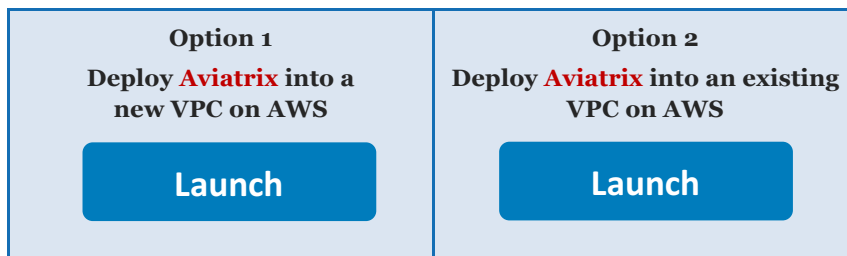 Option 1
Deploy Aviatrix into a
new VPC on AWS
Launch
Option 2
Deploy Aviatrix into an existing
VPC on AWS
Launch